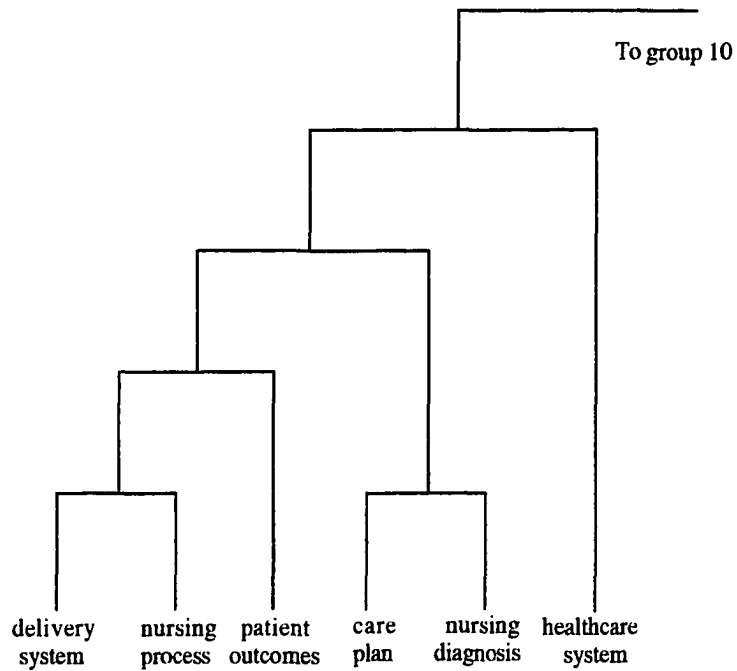 To group 10
delivery system
nursing process
patient outcomes
care plan
nursing diagnosis
healthcare system